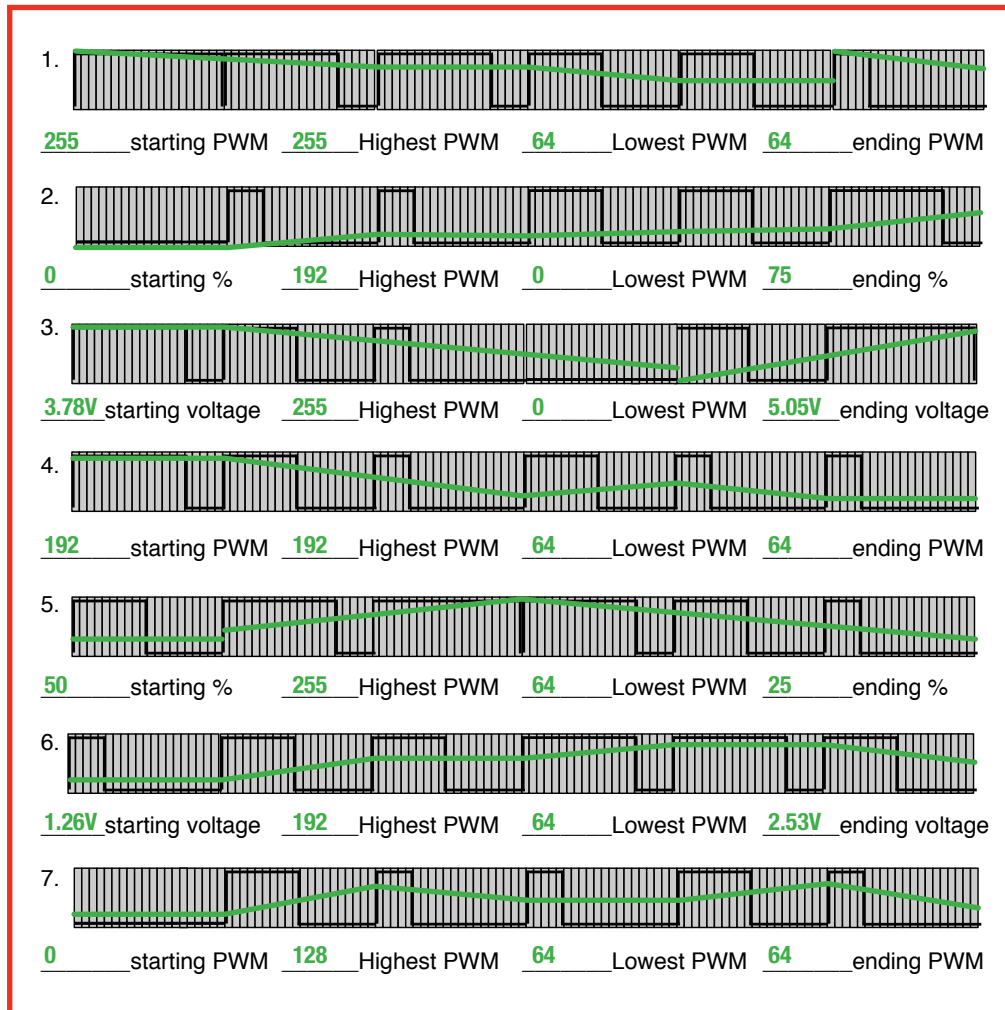 1.
255 starting PWM 255 Highest PWM 64 Lowest PWM 64 ending PWM
2.
0 starting % 192 Highest PWM 0 Lowest PWM 75 ending %
3.
3.78V starting voltage 255 Highest PWM 0 Lowest PWM 5.05V ending voltage
4.
192 starting PWM 192 Highest PWM 64 Lowest PWM 64 ending PWM
5.
50 starting % 255 Highest PWM 64 Lowest PWM 25 ending %
6.
1.26V starting voltage 192 Highest PWM 64 Lowest PWM 2.53V ending voltage
7.
0 starting PWM 128 Highest PWM 64 Lowest PWM 64 ending PWM